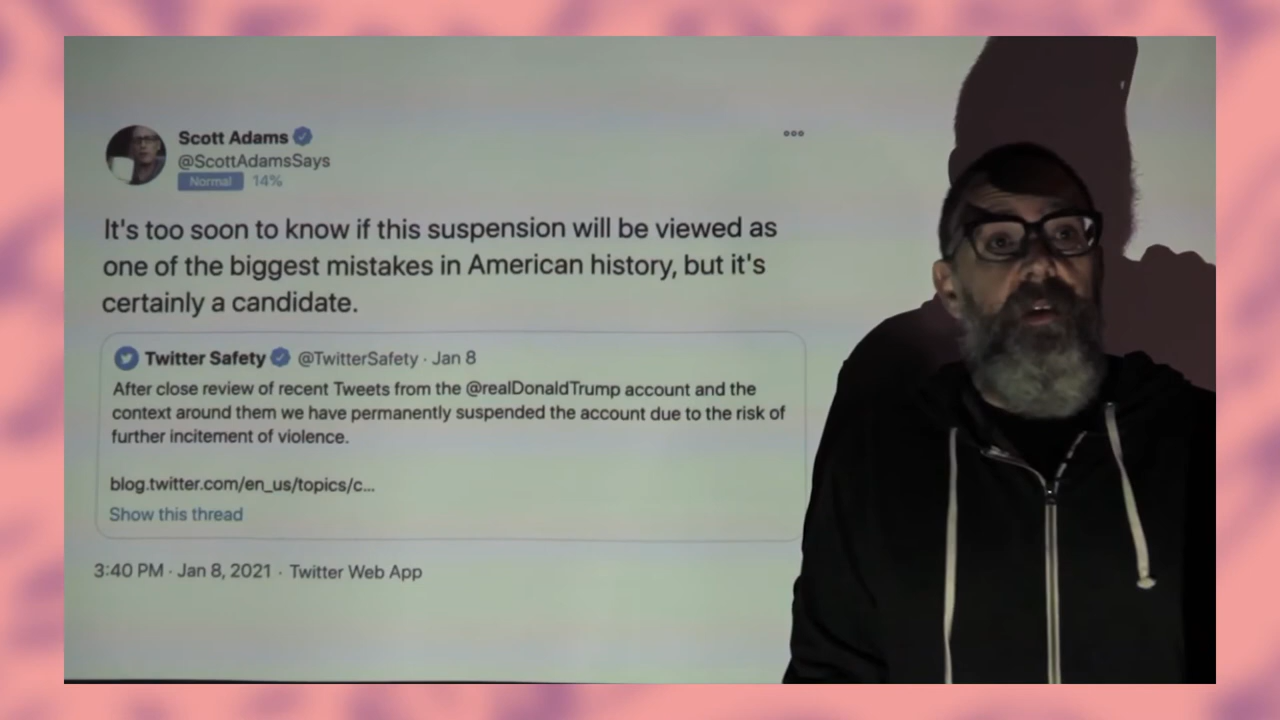 Scott Adams
@ScottAdamsSays
Normal 14%
It's too soon to know if this suspension will be viewed as
one of the biggest mistakes in American history, but it's
certainly a candidate.
Twitter Safety @TwitterSafety · Jan 8
After close review of recent Tweets from the @realDonaldTrump account and the
context around them we have permanently suspended the account due to the risk of
further incitement of violence.
blog.twitter.com/en_us/topics/c...
Show this thread
3:40 PM · Jan 8, 2021 · Twitter Web App